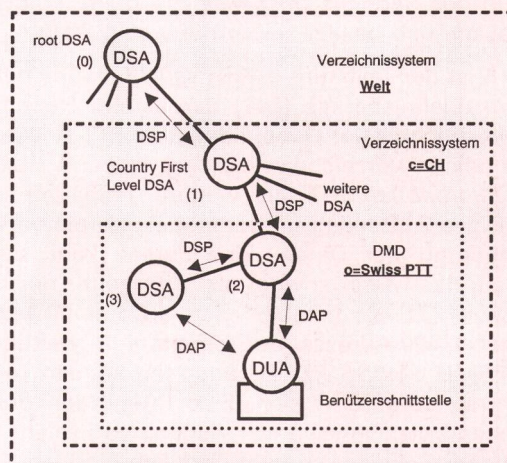 root DSA
(0)
DSA
Verzeichnissystem
Welt
DSP
Verzeichnissystem
c=CH
Country First
Level DSA
(1)
DSA
weitere
DSA
DSP
DMD
o=Swiss PTT
DSP
DSA
(2)
DSA
(3)
DAP
DAP
DUA
Benützerschnittstelle